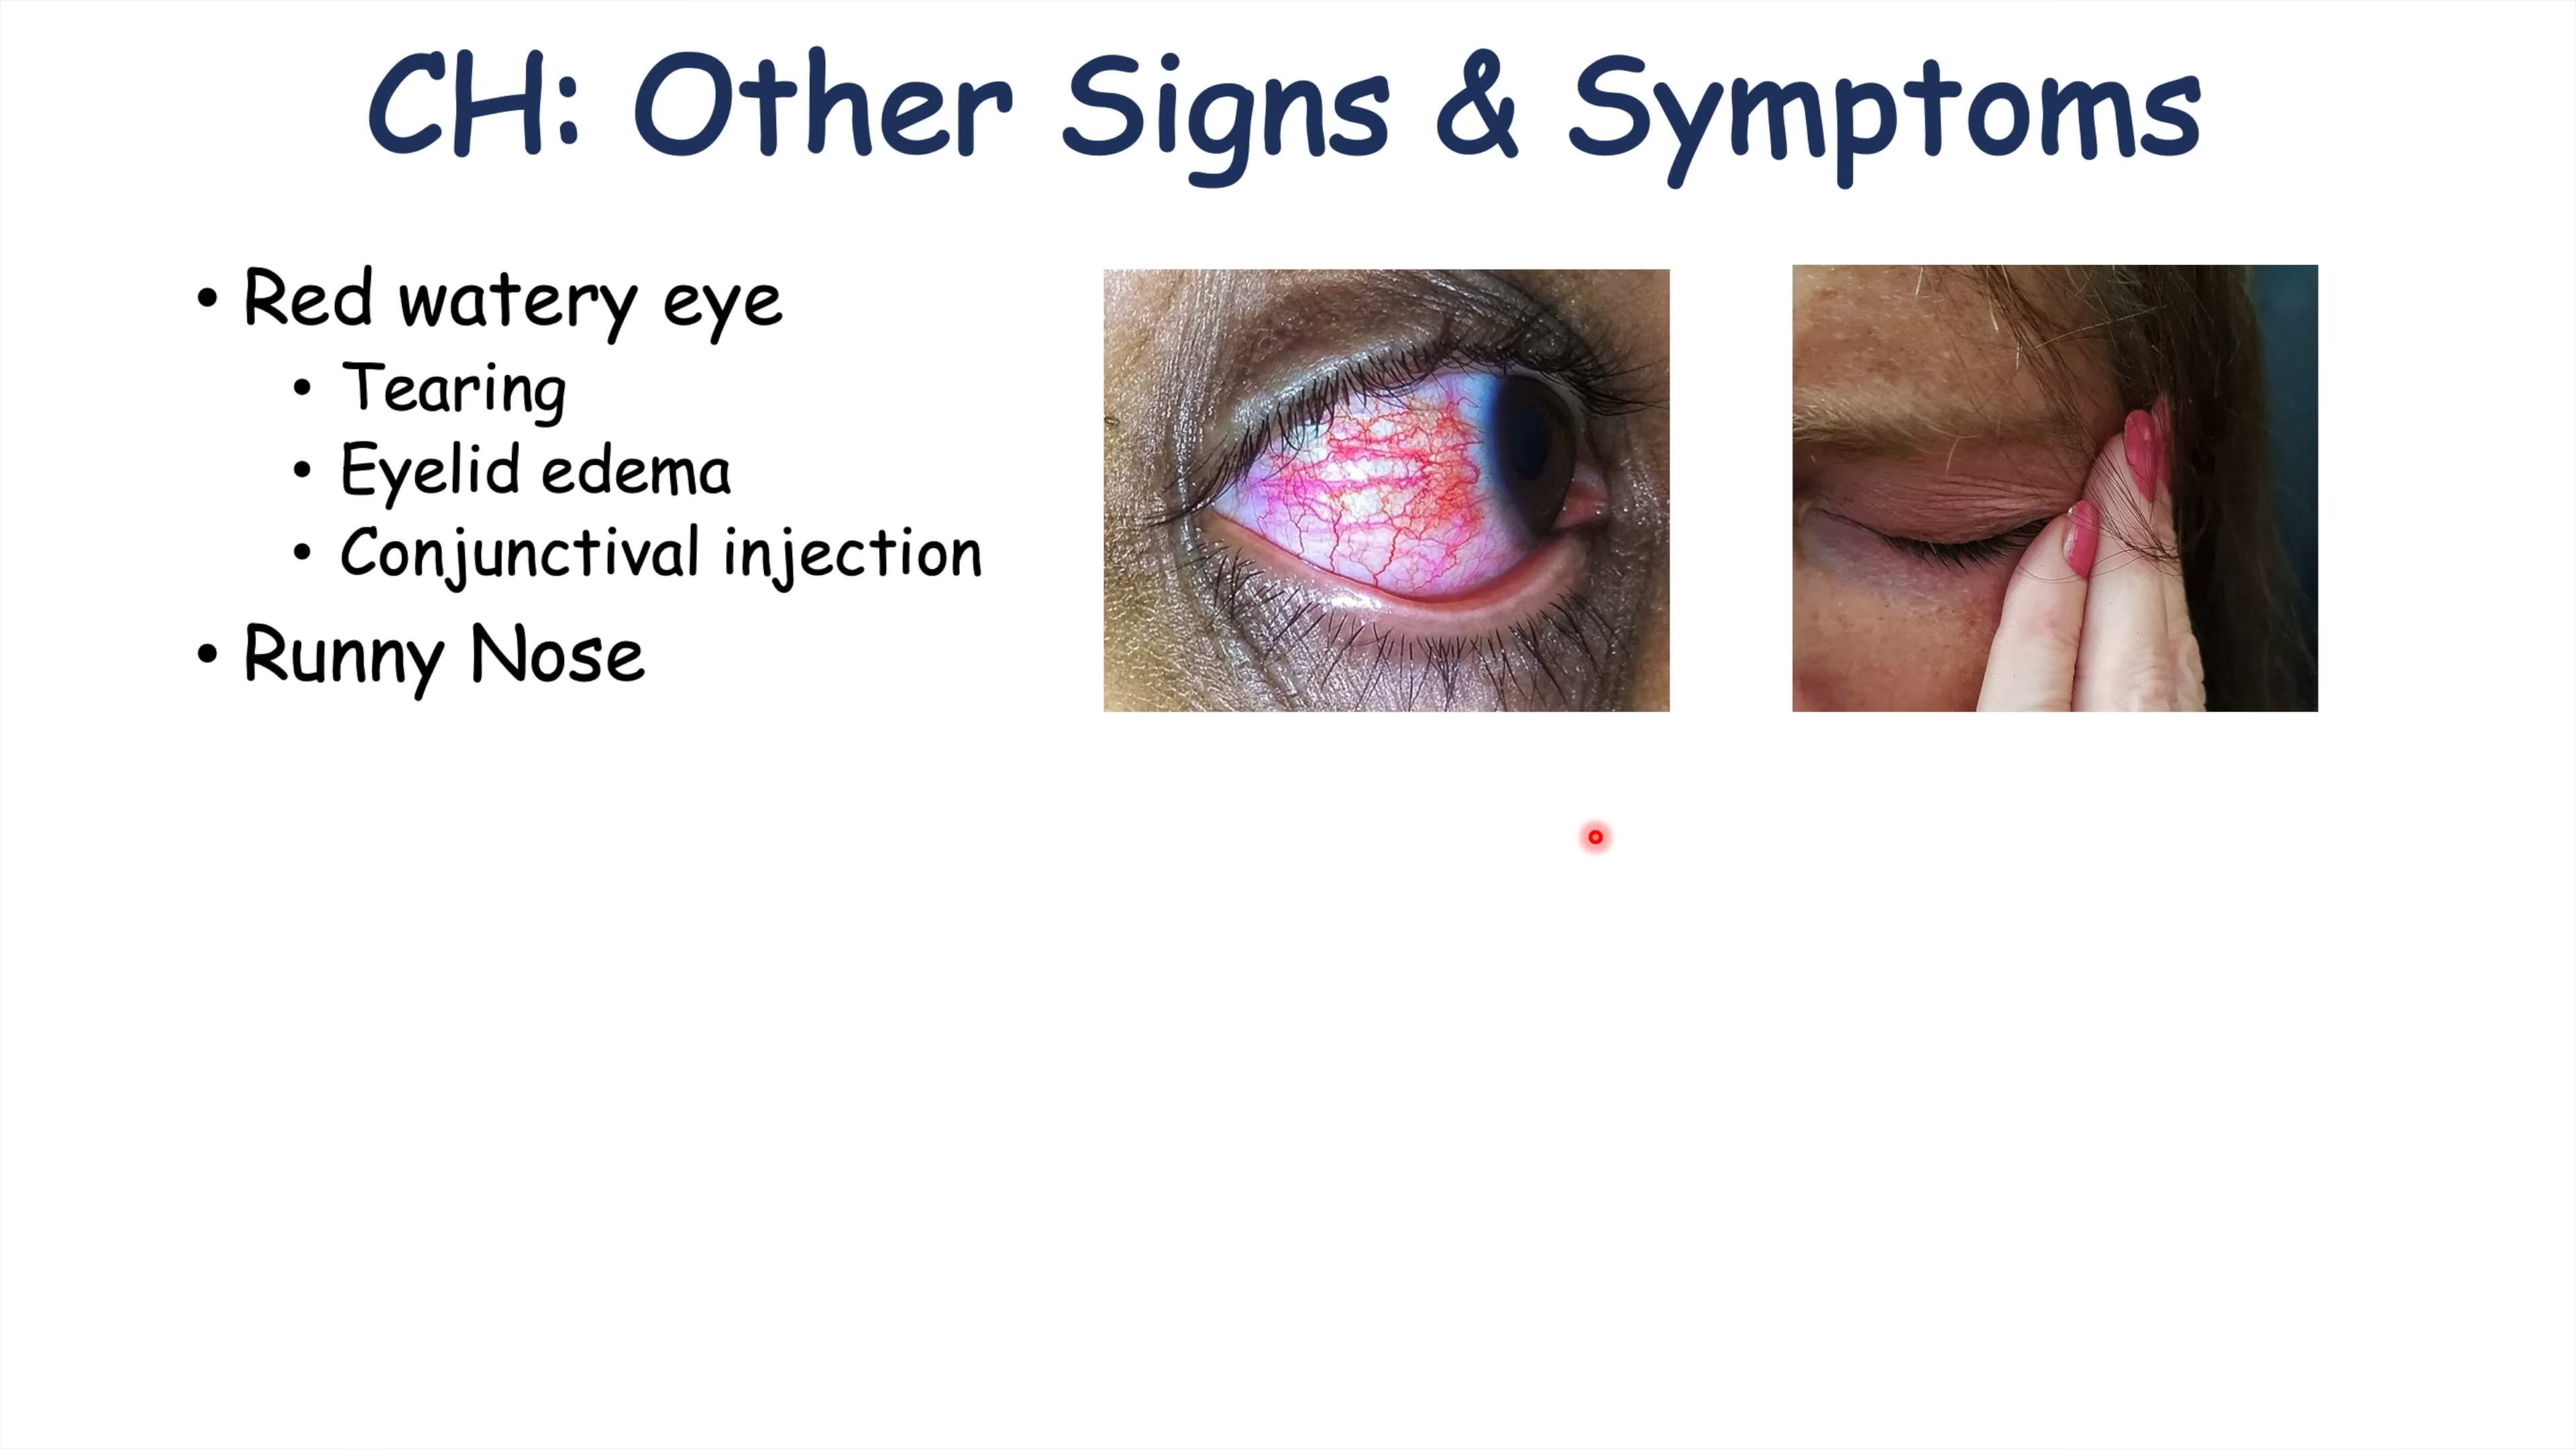 CH: Other Signs & Symptoms
• Red watery eye
• Tearing
• Eyelid edema
• Conjunctival injection
• Runny Nose